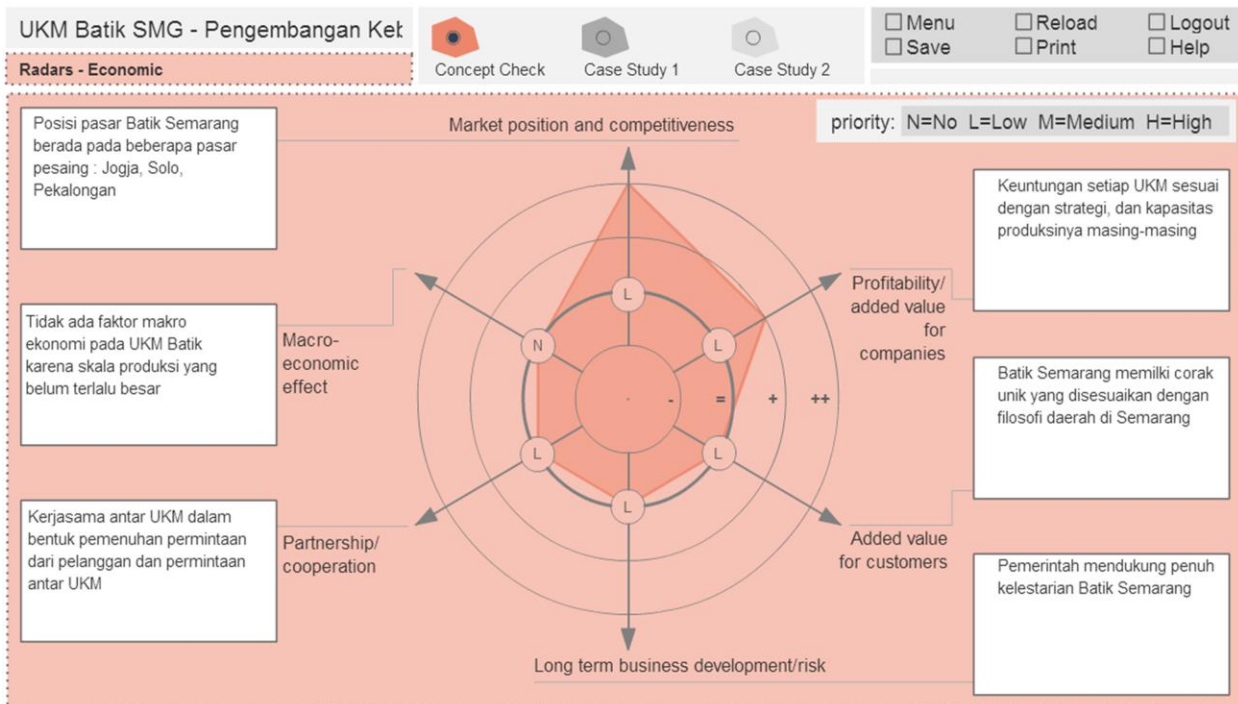 UKM Batik SMG - Pengembangan Ket
Radars - Economic
Concept Check
Case Study 1
Case Study 2
Menu
Reload
Logout
Save
Print
Help
priority: N=No L=Low M=Medium H=High
Posisi pasar Batik Semarang
berada pada beberapa pasar
pesaing : Jogja, Solo,
Pekalongan
Market position and competitiveness
Keuntungan setiap UKM sesuai
dengan strategi, dan kapasitas
produksinya masing-masing
Profitability/
added value
for
companies
Tidak ada faktor makro
ekonomi pada UKM Batik
karena skala produksi yang
belum terlalu besar
Macro-
economic
effect
Batik Semarang memilki corak
unik yang disesuaikan dengan
filosofi daerah di Semarang
Added value
for customers
Kerjasama antar UKM dalam
bentuk pemenuhan permintaan
dari pelanggan dan permintaan
antar UKM
Partnership/
cooperation
Pemerintah mendukung penuh
kelestarian Batik Semarang
Long term business development/risk
L
N
L
- = + ++
L
L
L